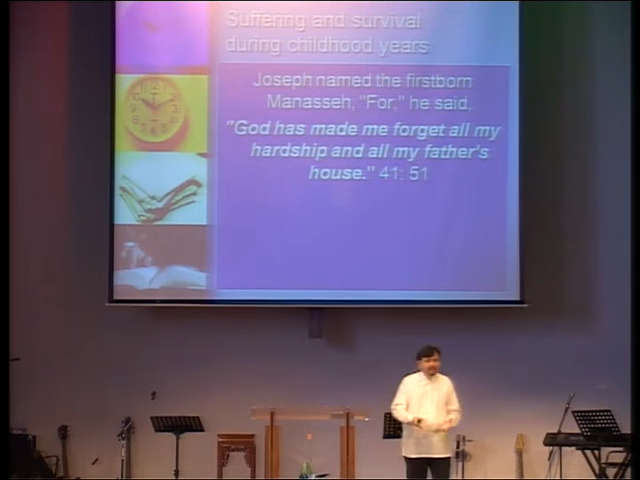 Suffering and survival
during childhood years
Joseph named the firstborn
Manasseh, "For," he said,
"God has made me forget all my
hardship and all my father's
house." 41: 51